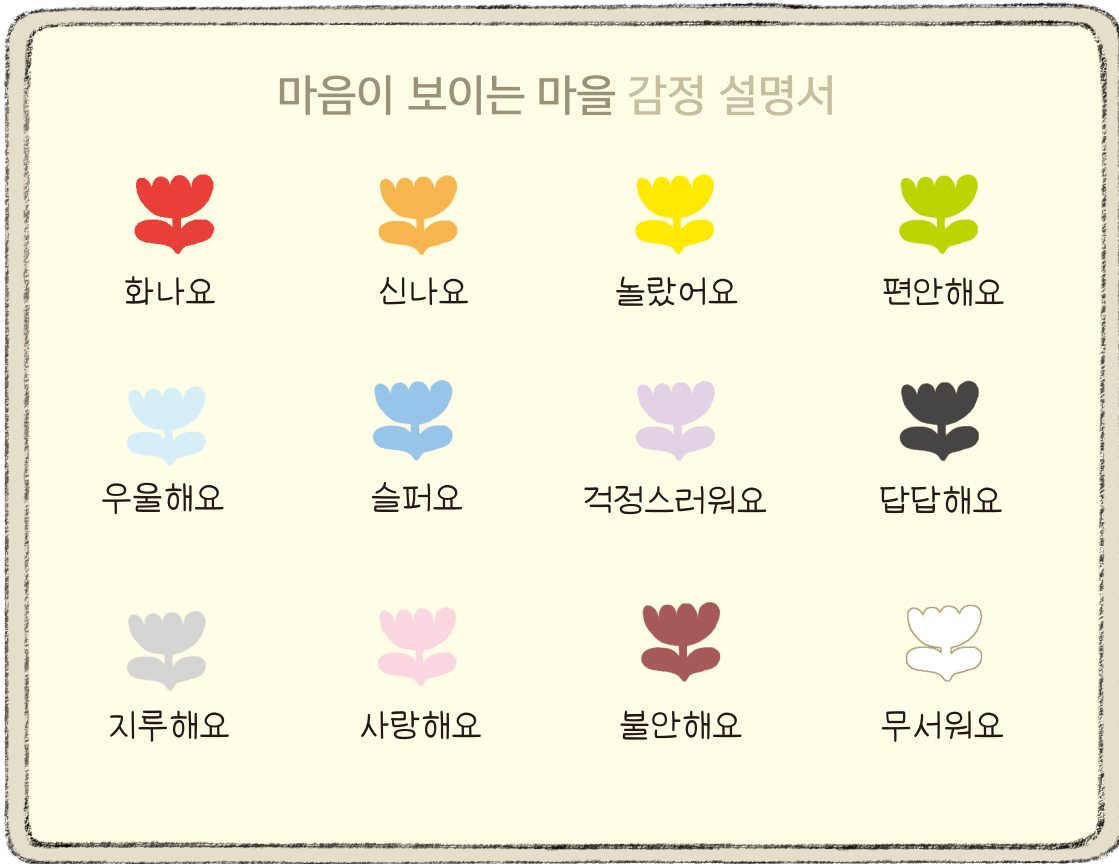 마음이 보이는 마을 감정 설명서
화나요
신나요
놀랐어요
편안해요
우울해요
슬퍼요
걱정스러워요
답답해요
지루해요
사랑해요
불안해요
무서워요